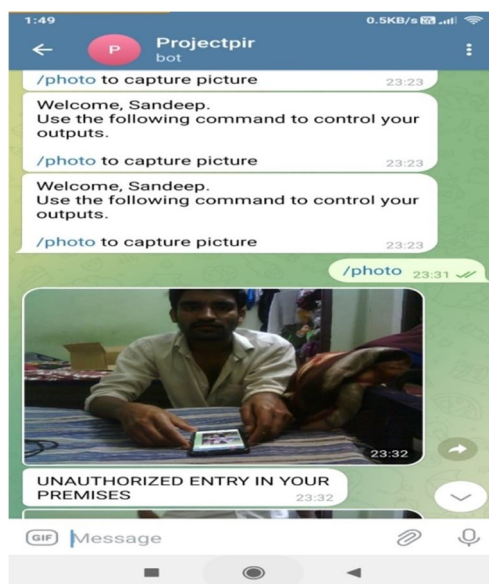 1:49 0.5KB/s
P Projectpir
bot
/photo to capture picture 23:23
Welcome, Sandeep.
Use the following command to control your
outputs.
/photo to capture picture 23:23
Welcome, Sandeep.
Use the following command to control your
outputs.
/photo to capture picture 23:23
/photo 23:31
23:32
UNAUTHORIZED ENTRY IN YOUR
PREMISES 23:32
GIF Message